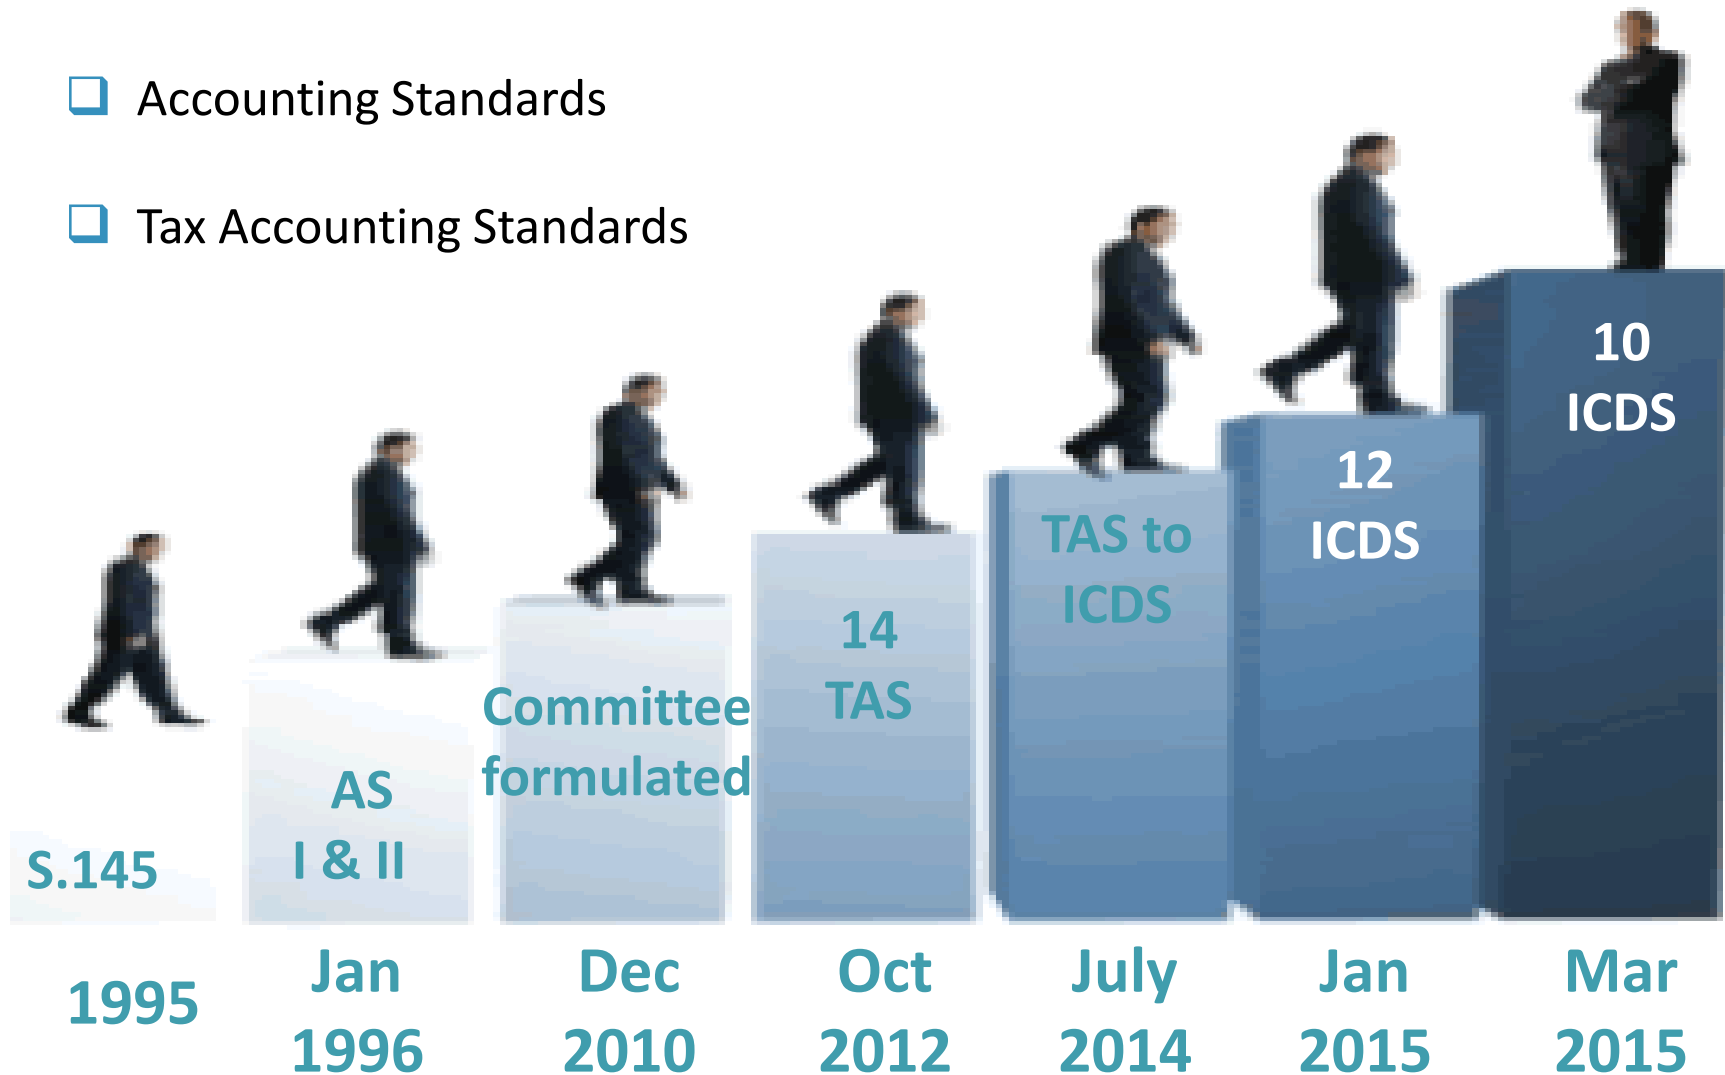 Accounting Standards
Tax Accounting Standards
S.145
AS
I & II
Committee
formulated
14
TAS
TAS to
ICDS
12
ICDS
10
ICDS
1995
Jan
1996
Dec
2010
Oct
2012
July
2014
Jan
2015
Mar
2015